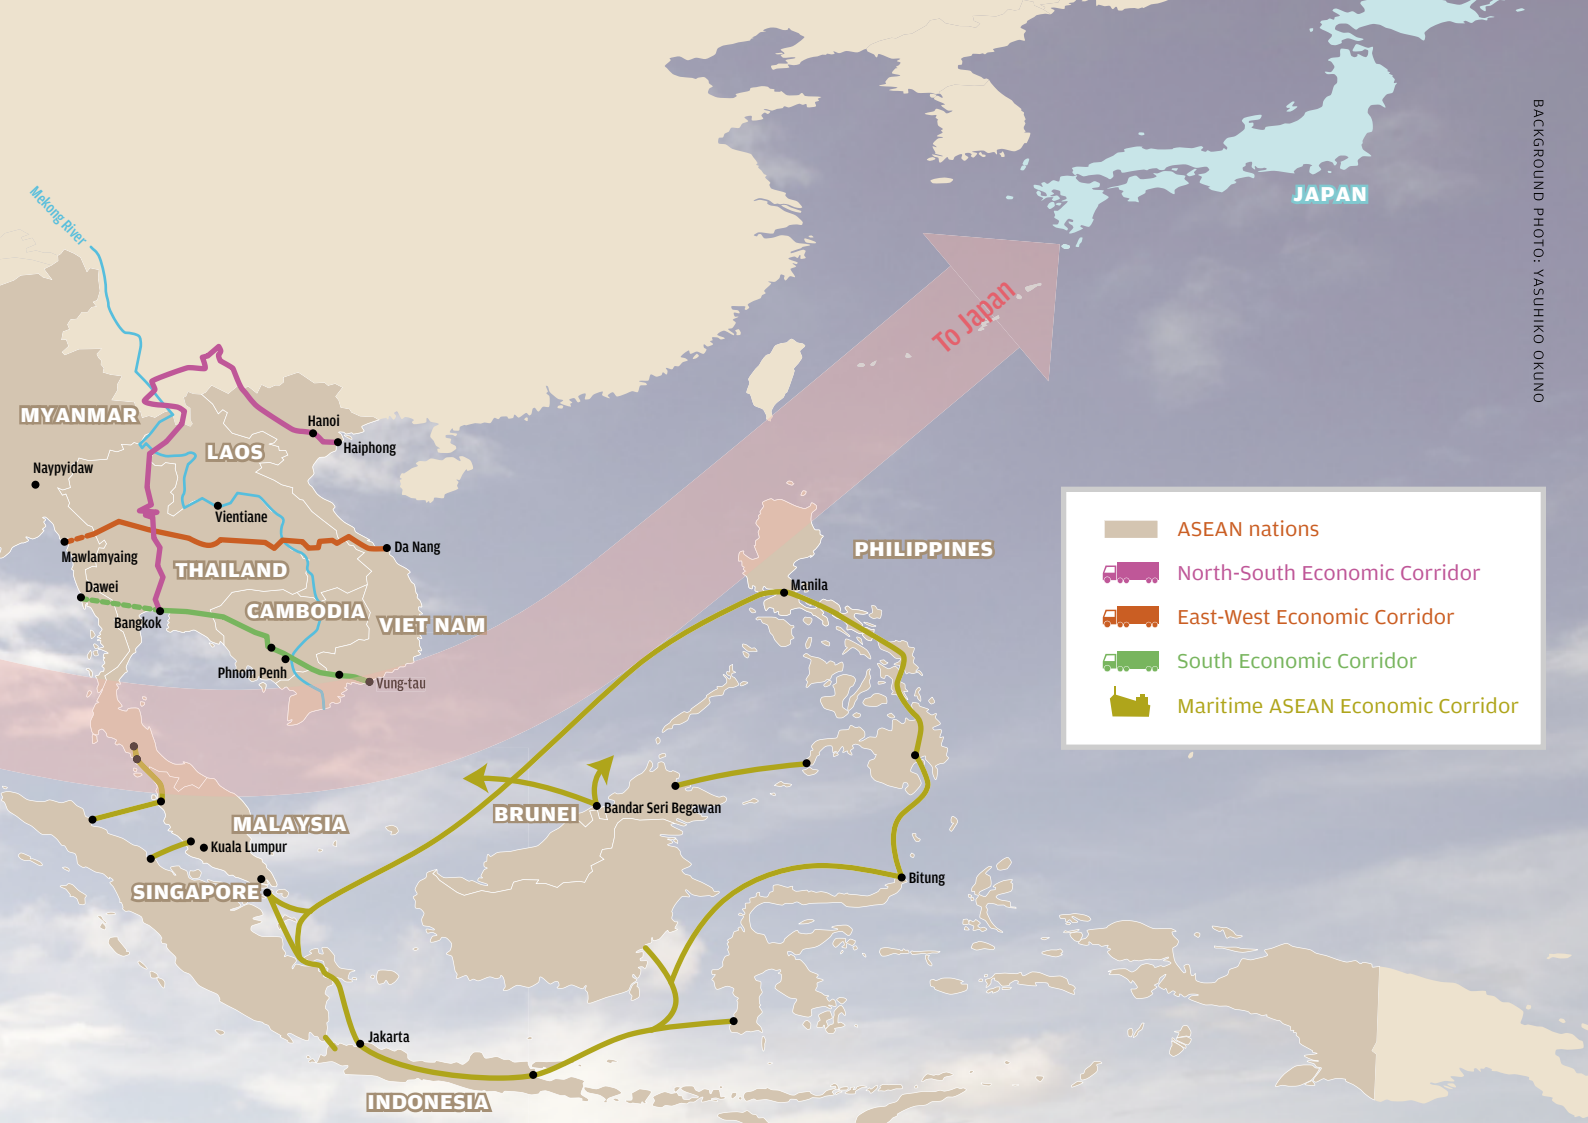 JAPAN
BACKGROUND PHOTO: YASUHIKO OKUNO
Mekong River
To Japan
MYANMAR
Hanoi
Haiphong
LAOS
Naypyidaw
Vientiane
Mawlamyaing
Da Nang
THAILAND
Dawei
CAMBODIA
Bangkok
VIET NAM
Phnom Penh
Vung-tau
PHILIPPINES
Manila
ASEAN nations
North-South Economic Corridor
East-West Economic Corridor
South Economic Corridor
Maritime ASEAN Economic Corridor
BRUNEI
Bandar Seri Begawan
MALAYSIA
Kuala Lumpur
SINGAPORE
Bitung
Jakarta
INDONESIA